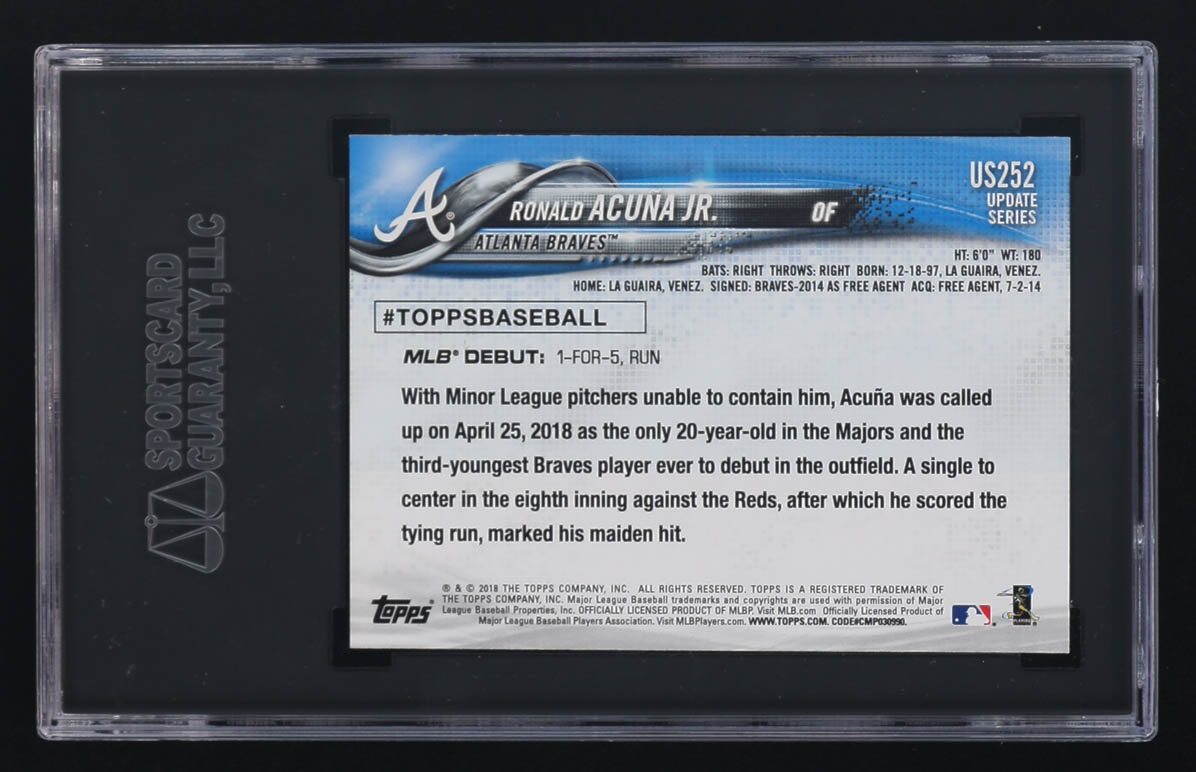 SPORTSCARD
GUARANTY, LLC
A
RONALD ACUÑA JR.
OF
ATLANTA BRAVES™
US252
UPDATE
SERIES
HT: 6'0" WT: 180
BATS: RIGHT THROWS: RIGHT BORN: 12-18-97, LA GUAIRA, VENEZ.
HOME: LA GUAIRA, VENEZ. SIGNED: BRAVES-2014 AS FREE AGENT ACQ: FREE AGENT, 7-2-14
#TOPPSBASEBALL
MLB® DEBUT: 1-FOR-5, RUN
With Minor League pitchers unable to contain him, Acuña was called
up on April 25, 2018 as the only 20-year-old in the Majors and the
third-youngest Braves player ever to debut in the outfield. A single to
center in the eighth inning against the Reds, after which he scored the
tying run, marked his maiden hit.
Topps®
® & © 2018 THE TOPPS COMPANY, INC. ALL RIGHTS RESERVED. TOPPS IS A REGISTERED TRADEMARK OF
THE TOPPS COMPANY, INC. Major League Baseball trademarks and copyrights are used with permission of Major
League Baseball Properties, Inc. OFFICIALLY LICENSED PRODUCT OF MLBP. Visit MLB.com Officially Licensed Product of
Major League Baseball Players Association. Visit MLBPlayers.com. WWW.TOPPS.COM. CODE#CMP030990.